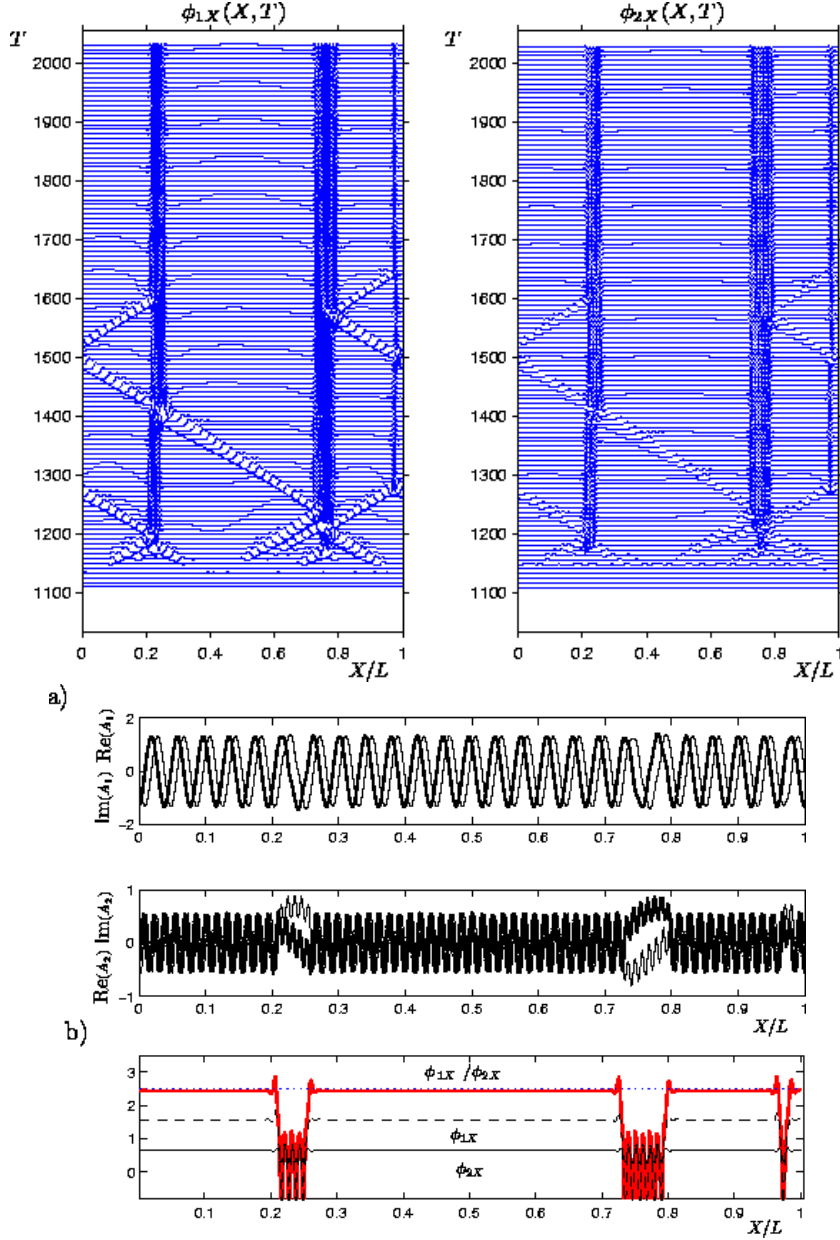 ϕ1X(X,T) ϕ2X(X,T)
T T
2000 2000
1900 1900
1800 1800
1700 1700
1600 1600
1500 1500
1400 1400
1300 1300
1200 1200
1100 1100
0 0.2 0.4 0.6 0.8 1 0 0.2 0.4 0.6 0.8 1
X/L X/L
a)
Im(A1) Re(A1)
2
0
-2
0 0.1 0.2 0.3 0.4 0.5 0.6 0.7 0.8 0.9 1
Re(A2) Im(A2)
1
0
-1
0 0.1 0.2 0.3 0.4 0.5 0.6 0.7 0.8 0.9 1
X/L
b)
3
2
1
0
ϕ1X /ϕ2X
ϕ1X
ϕ2X
0.1 0.2 0.3 0.4 0.5 0.6 0.7 0.8 0.9 1
X/L